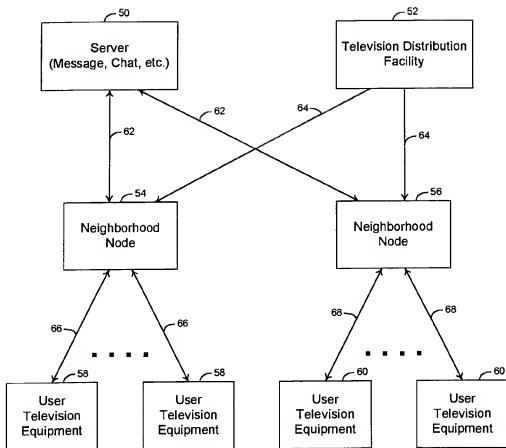 50
52
Server
(Message, Chat, etc.)
Television Distribution
Facility
62
62
64
64
54
56
Neighborhood
Node
Neighborhood
Node
66
66
68
68
58
58
60
60
User
Television
Equipment
User
Television
Equipment
User
Television
Equipment
User
Television
Equipment